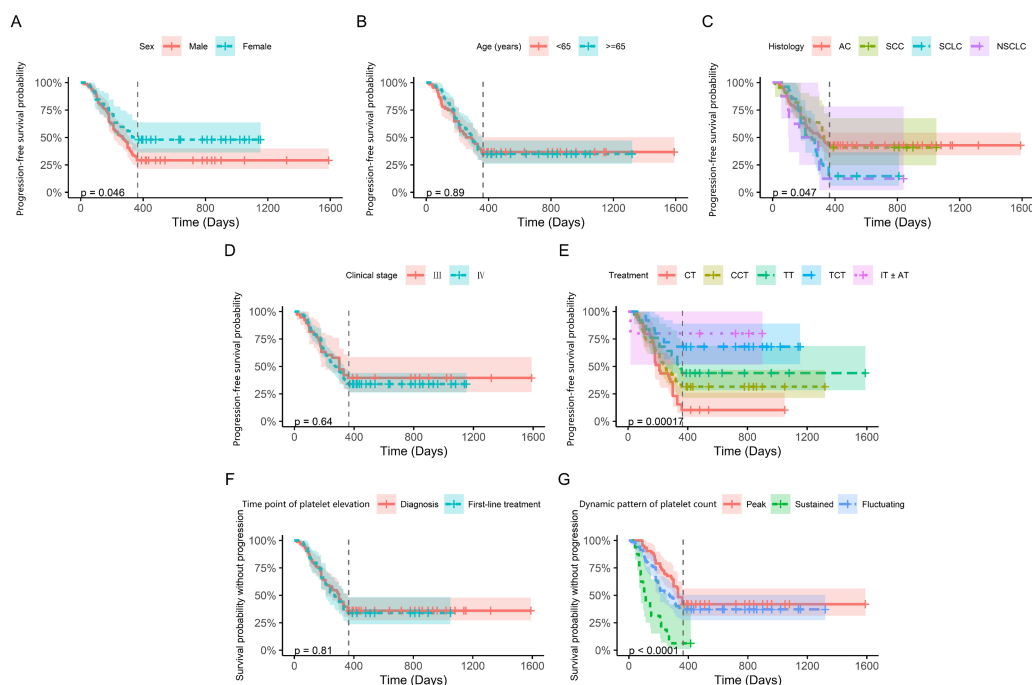 A
Sex Male Female
Progression-free survival probability
100%
75%
50%
25%
0%
p = 0.046
0 400 800 1200 1600
Time (Days)
B
Age (years) <65 >=65
Progression-free survival probability
100%
75%
50%
25%
0%
p = 0.89
0 400 800 1200 1600
Time (Days)
C
Histology AC SCC SCLC NSCLC
Progression-free survival probability
100%
75%
50%
25%
0%
p = 0.047
0 400 800 1200 1600
Time (Days)
D
Clinical stage III IV
Progression-free survival probability
100%
75%
50%
25%
0%
p = 0.64
0 400 800 1200 1600
Time (Days)
E
Treatment CT CCT TT TCT IT ± AT
Progression-free survival probability
100%
75%
50%
25%
0%
p = 0.00017
0 400 800 1200 1600
Time (Days)
F
Time point of platelet elevation Diagnosis First-line treatment
Survival probability without progression
100%
75%
50%
25%
0%
p = 0.81
0 400 800 1200 1600
Time (Days)
G
Dynamic pattern of platelet count Peak Sustained Fluctuating
Survival probability without progression
100%
75%
50%
25%
0%
p < 0.0001
0 400 800 1200 1600
Time (Days)